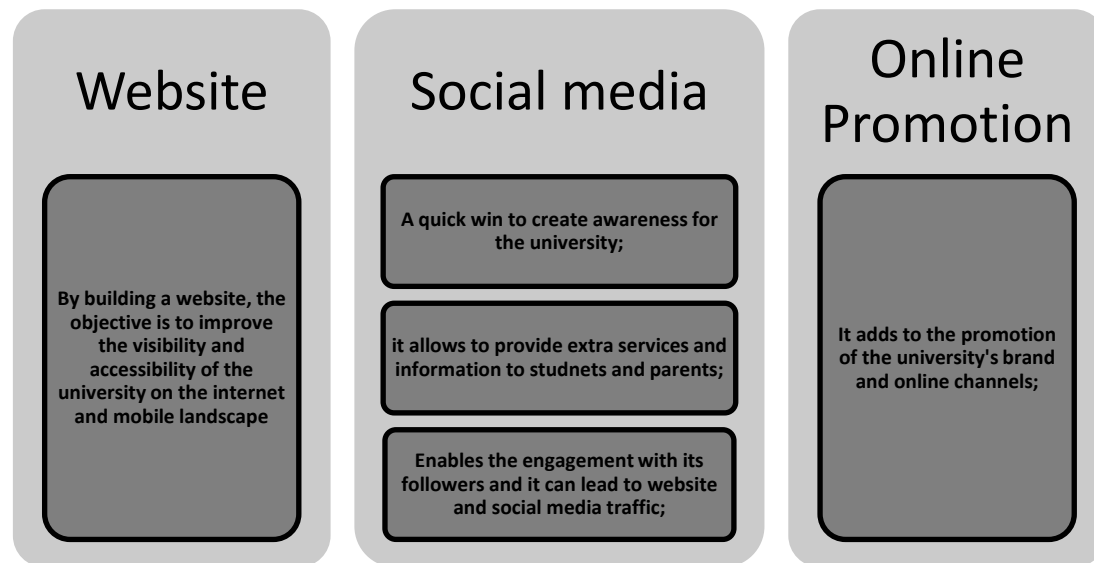 Website
By building a website, the
objective is to improve
the visibility and
accessibility of the
university on the internet
and mobile landscape
Social media
A quick win to create awareness for
the university;
it allows to provide extra services and
information to studnets and parents;
Enables the engagement with its
followers and it can lead to website
and social media traffic;
Online
Promotion
It adds to the promotion
of the university's brand
and online channels;